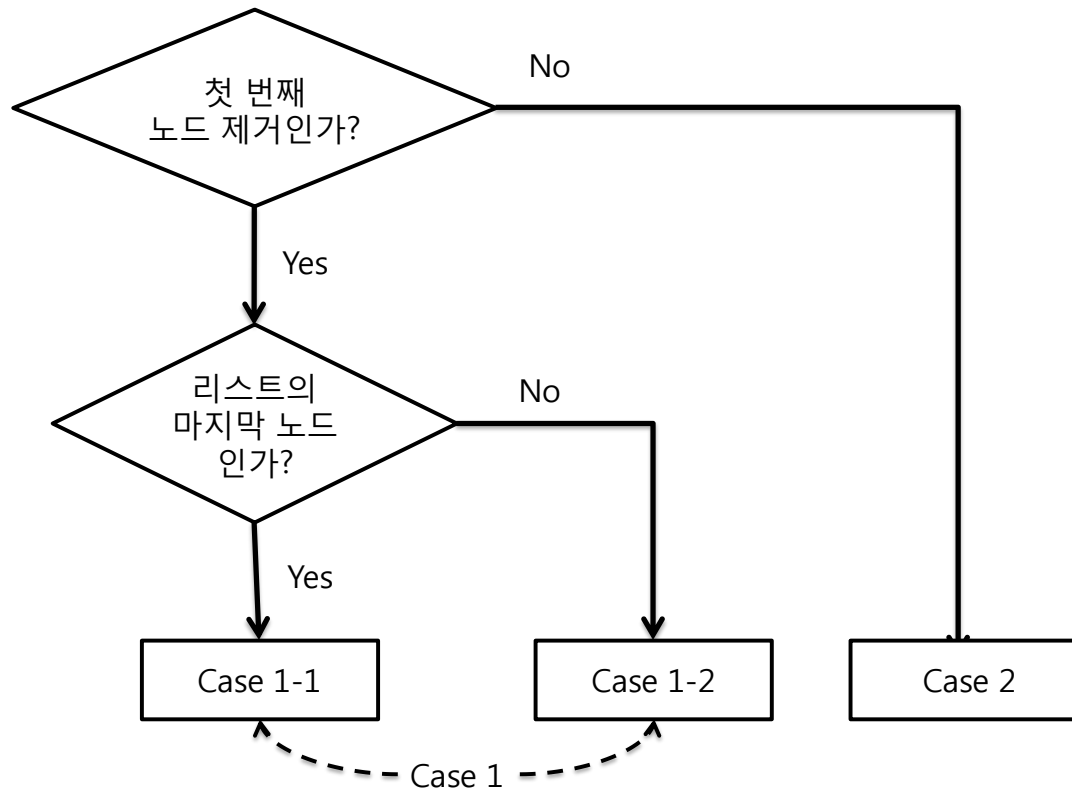 첫 번째
노드 제거인가?
No
Yes
리스트의
마지막 노드
인가?
No
Yes
Case 1-1
Case 1-2
Case 2
Case 1